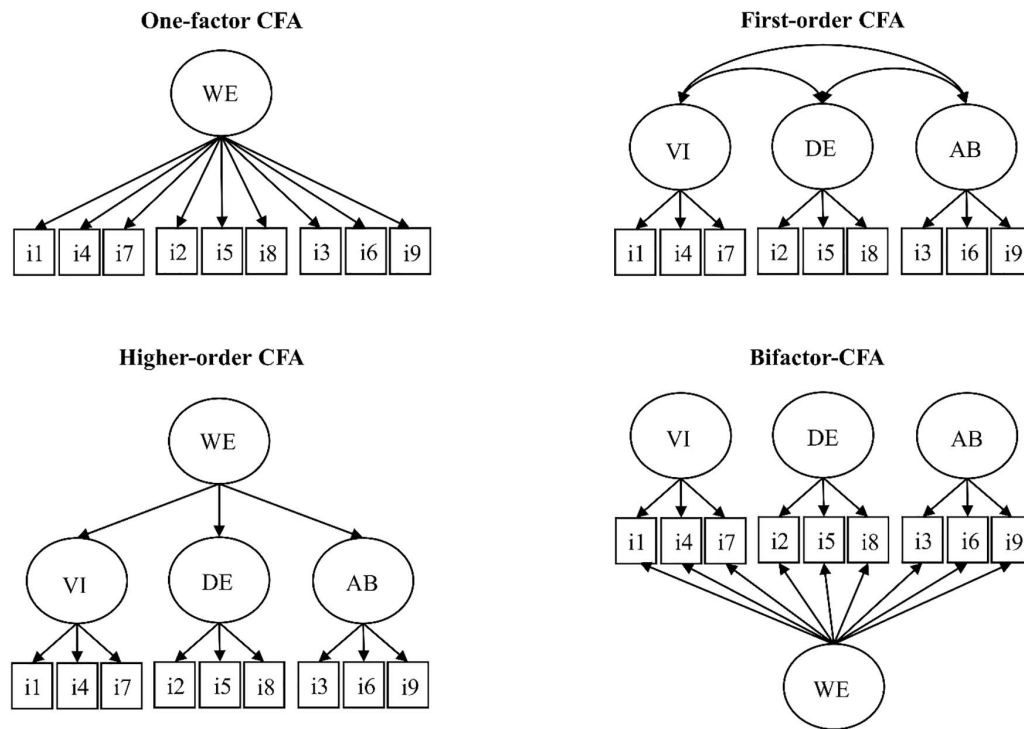 One-factor CFA
WE
i1 i4 i7 i2 i5 i8 i3 i6 i9
First-order CFA
VI DE AB
i1 i4 i7 i2 i5 i8 i3 i6 i9
Higher-order CFA
WE
VI DE AB
i1 i4 i7 i2 i5 i8 i3 i6 i9
Bifactor-CFA
VI DE AB
i1 i4 i7 i2 i5 i8 i3 i6 i9
WE